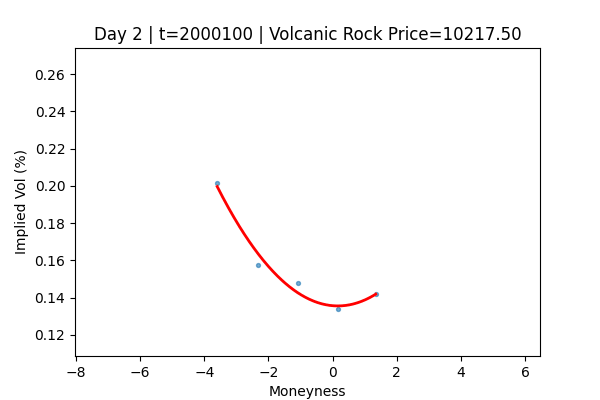 Day 2 | t=2000100 | Volcanic Rock Price=10217.50
Implied Vol (%)
0.26
0.24
0.22
0.20
0.18
0.16
0.14
0.12
−8 −6 −4 −2 0 2 4 6
Moneyness